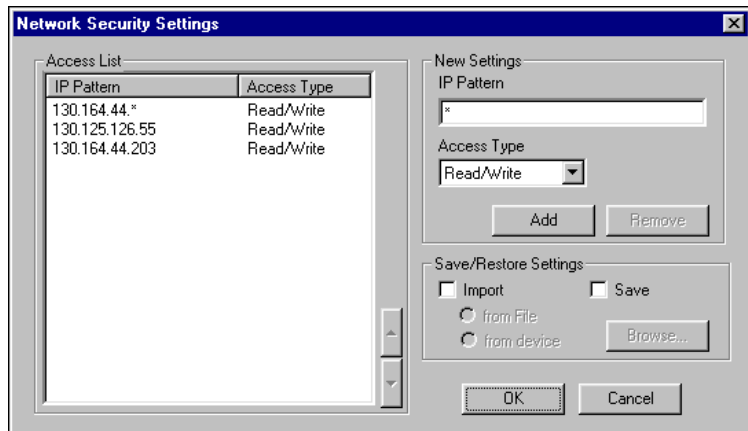 Network Security Settings
Access List
IP Pattern Access Type
130.164.44.* Read/Write
130.125.126.55 Read/Write
130.164.44.203 Read/Write
New Settings
IP Pattern
*
Access Type
Read/Write
Add Remove
Save/Restore Settings
Import Save
from File
from device
Browse...
OK Cancel